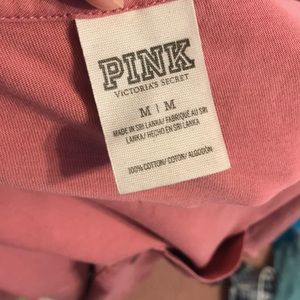 PINK
VICTORIA'S SECRET
M | M
MADE IN SRI LANKA/ FABRIQUÉ AU SRI
LANKA/ HECHO EN SRI LANKA
100% COTTON/ COTON/ ALGODÓN